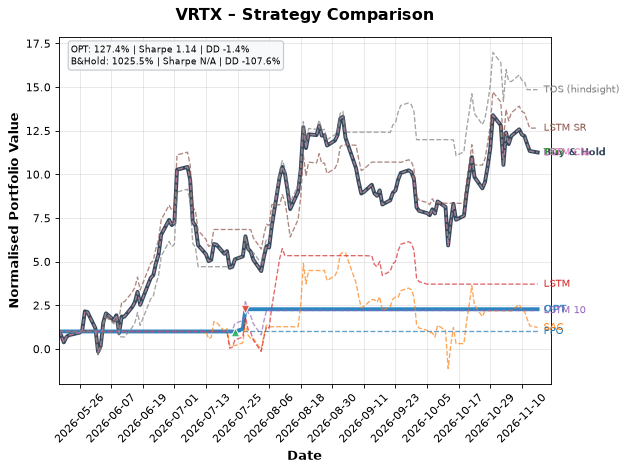 VRTX – Strategy Comparison
OPT: 127.4% | Sharpe 1.14 | DD -1.4%
B&Hold: 1025.5% | Sharpe N/A | DD -107.6%
17.5
15.0
12.5
10.0
7.5
5.0
2.5
0.0
Normalised Portfolio Value
TOS (hindsight)
LSTM SR
Buy & Hold
LSTM
OPT
LSTM 10
SAC
PPO
2026-05-26
2026-06-07
2026-06-19
2026-07-01
2026-07-13
2026-07-25
2026-08-06
2026-08-18
2026-08-30
2026-09-11
2026-09-23
2026-10-05
2026-10-17
2026-10-29
2026-11-10
Date